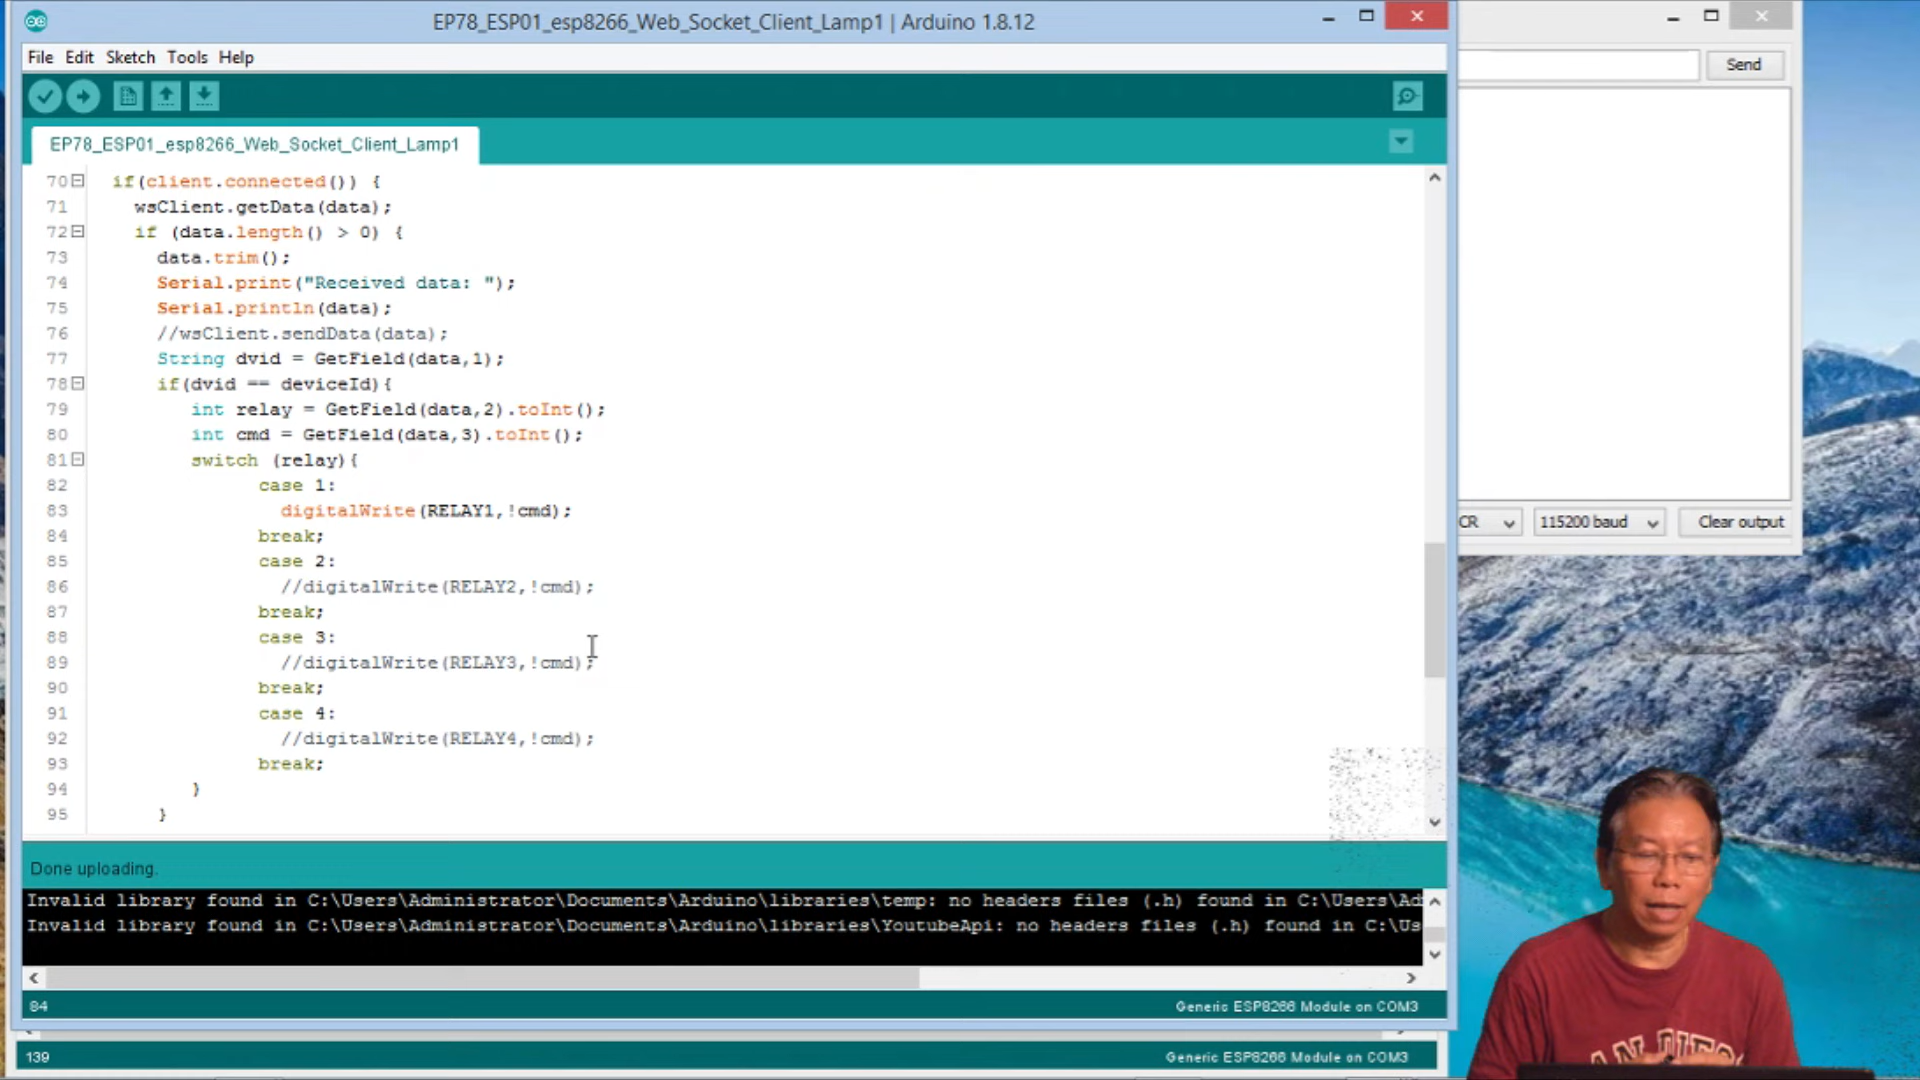 EP78_ESP01_esp8266_Web_Socket_Client_Lamp1 | Arduino 1.8.12
File Edit Sketch Tools Help
Send
EP78_ESP01_esp8266_Web_Socket_Client_Lamp1
70 if(client.connected()) {
71 wsClient.getData(data);
72 if (data.length() > 0) {
73 data.trim();
74 Serial.print("Received data: ");
75 Serial.println(data);
76 //wsClient.sendData(data);
77 String dvid = GetField(data,1);
78 if(dvid == deviceId){
79 int relay = GetField(data,2).toInt();
80 int cmd = GetField(data,3).toInt();
81 switch (relay){
82 case 1:
83 digitalWrite(RELAY1,!cmd);
84 break;
85 case 2:
86 //digitalWrite(RELAY2,!cmd);
87 break;
88 case 3:
89 //digitalWrite(RELAY3,!cmd);
90 break;
91 case 4:
92 //digitalWrite(RELAY4,!cmd);
93 break;
94 }
95 }
CR 115200 baud Clear output
Done uploading.
Invalid library found in C:\Users\Administrator\Documents\Arduino\libraries\temp: no headers files (.h) found in C:\Users\Ad
Invalid library found in C:\Users\Administrator\Documents\Arduino\libraries\YoutubeApi: no headers files (.h) found in C:\Us
84 Generic ESP8266 Module on COM3
139 Generic ESP8266 Module on COM3